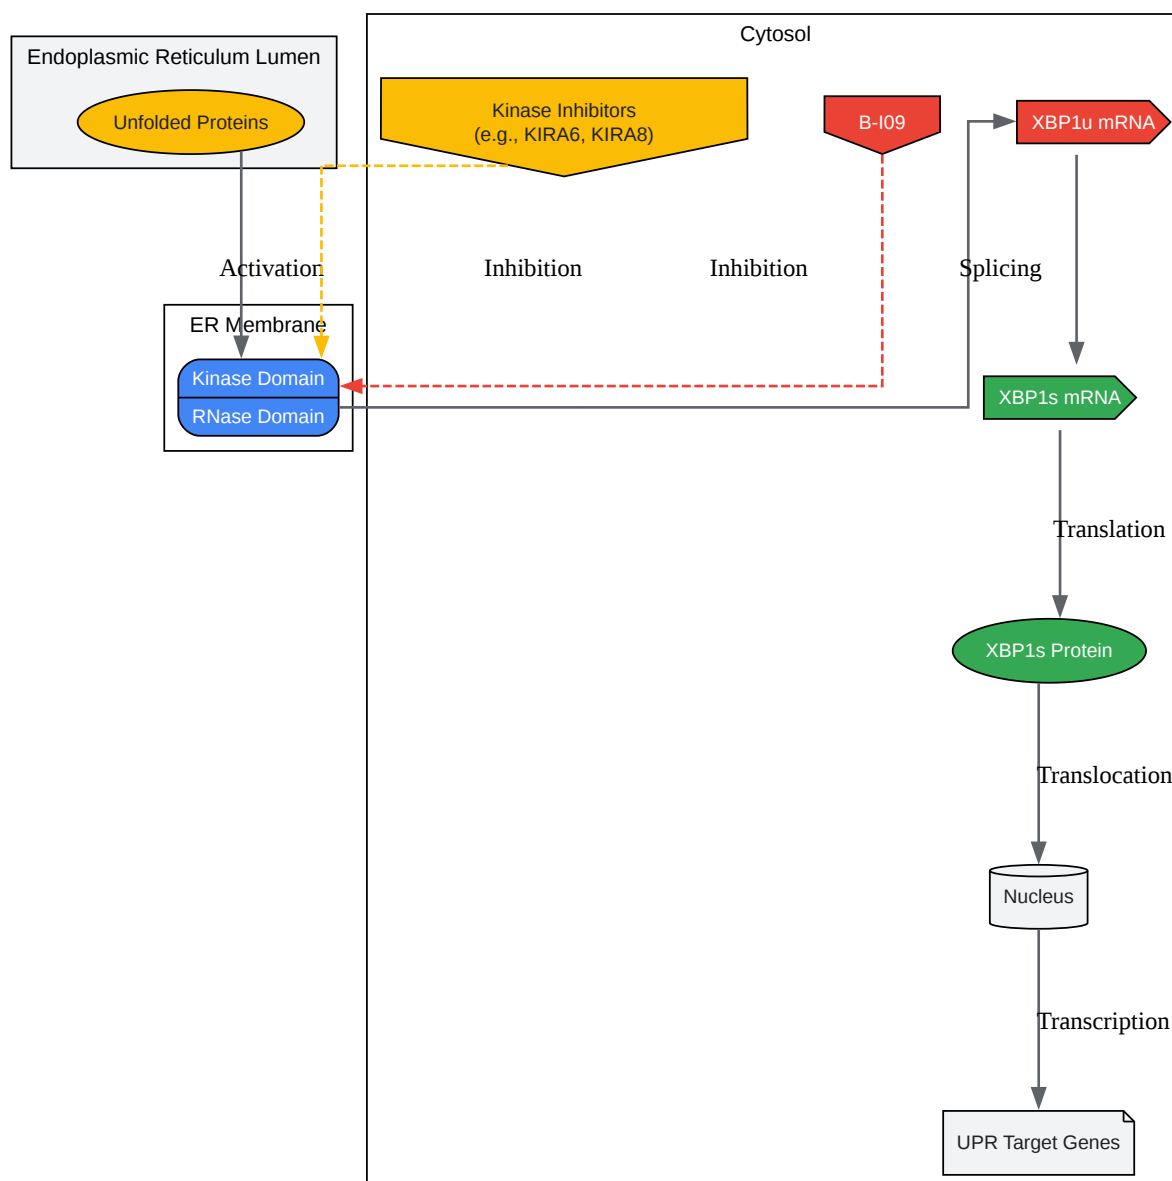 Cytosol
Endoplasmic Reticulum Lumen
Unfolded Proteins
Kinase Inhibitors
(e.g., KIRA6, KIRA8)
B-I09
XBP1u mRNA
Activation
Inhibition
Inhibition
Splicing
ER Membrane
Kinase Domain
RNase Domain
XBP1s mRNA
Translation
XBP1s Protein
Translocation
Nucleus
Transcription
UPR Target Genes